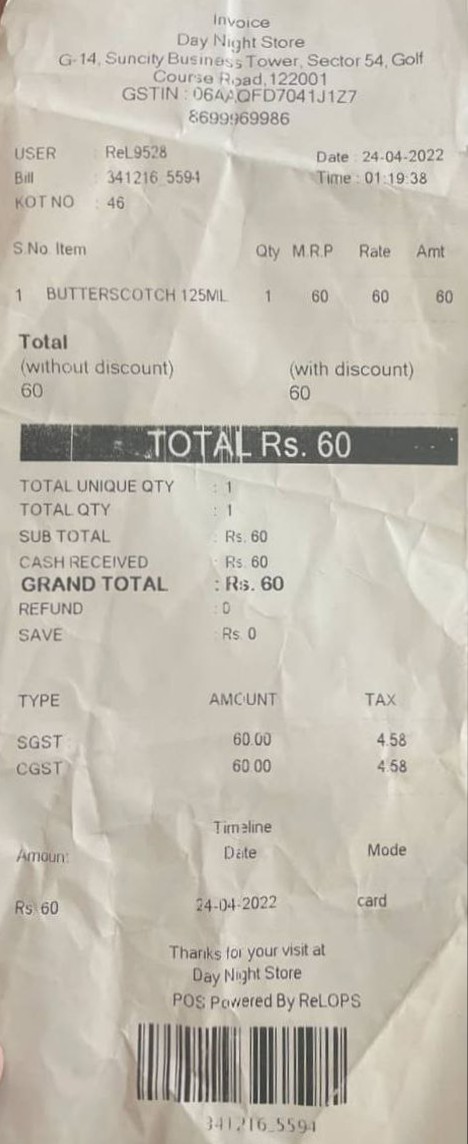 Invoice
Day Night Store
G-14, Suncity Business Tower, Sector 54, Golf
Course Road, 122001
GSTIN : 06AAQFD7041J1Z7
8699969986
USER : ReL9528 Date : 24-04-2022
Bill : 341216_5594 Time : 01:19:38
KOT NO : 46
S.No. Item Qty M.R.P Rate Amt
1 BUTTERSCOTCH 125ML 1 60 60 60
Total
(without discount) (with discount)
60 60
TOTAL Rs. 60
TOTAL UNIQUE QTY : 1
TOTAL QTY : 1
SUB TOTAL : Rs. 60
CASH RECEIVED : Rs. 60
GRAND TOTAL : Rs. 60
REFUND : 0
SAVE : Rs. 0
TYPE AMOUNT TAX
SGST 60.00 4.58
CGST 60.00 4.58
Timeline
Amount Date Mode
Rs. 60 24-04-2022 card
Thanks for your visit at
Day Night Store
POS Powered By ReLOPS
341216_5594